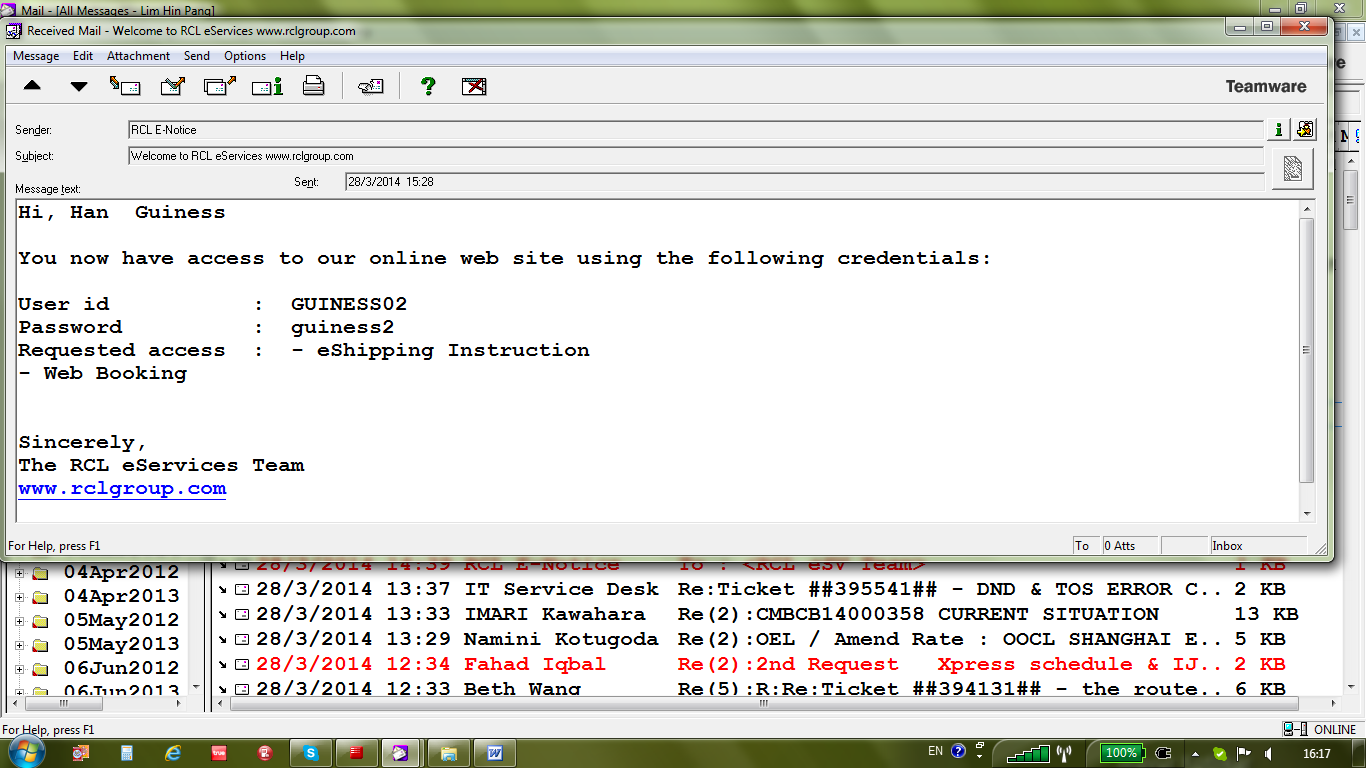 Mail - [All Messages - Lim Hin Pang]
Received Mail - Welcome to RCL eServices www.rclgroup.com
Message Edit Attachment Send Options Help
Teamware
Sender: RCL E-Notice
Subject: Welcome to RCL eServices www.rclgroup.com
Sent: 28/3/2014 15:28
Message text:
Hi, Han Guiness
You now have access to our online web site using the following credentials:
User id : GUINESS02
Password : guiness2
Requested access : - eShipping Instruction
- Web Booking
Sincerely,
The RCL eServices Team
www.rclgroup.com
For Help, press F1 To 0 Atts Inbox
28/3/2014 14:39 RCL E-Notice To : <RCL eSv Team> 1 KB
04Apr2012
28/3/2014 13:37 IT Service Desk Re:Ticket ##395541## - DND & TOS ERROR C.. 2 KB
04Apr2013
28/3/2014 13:33 IMARI Kawahara Re(2):CMBCB14000358 CURRENT SITUATION 13 KB
05May2012
28/3/2014 13:29 Namini Kotugoda Re(2):OEL / Amend Rate : OOCL SHANGHAI E.. 5 KB
05May2013
28/3/2014 12:34 Fahad Iqbal Re(2):2nd Request Xpress schedule & IJ.. 2 KB
06Jun2012
28/3/2014 12:33 Beth Wang Re(5):R:Re:Ticket ##394131## - the route.. 6 KB
06Jun2013
For Help, press F1 ONLINE
EN 100% 16:17